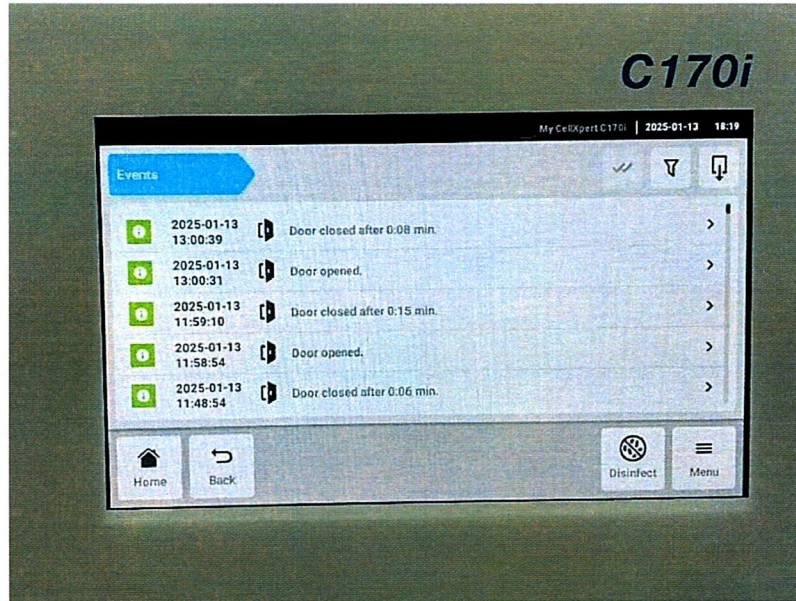 C170i
My CellXpert C170i | 2025-01-13 18:19
Events
2025-01-13
13:00:39
Door closed after 0:08 min.
2025-01-13
13:00:31
Door opened.
2025-01-13
11:59:10
Door closed after 0:15 min.
2025-01-13
11:58:54
Door opened.
2025-01-13
11:48:54
Door closed after 0:06 min.
Home
Back
Disinfect
Menu